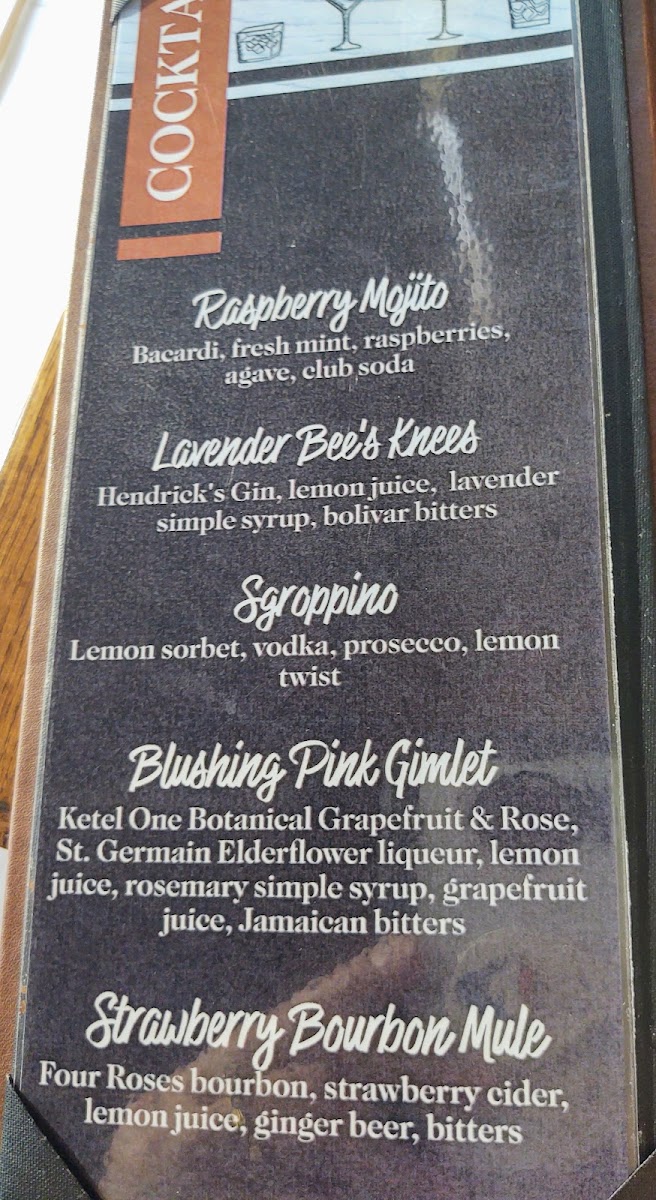 COCKTA
Raspberry Mojito
Bacardi, fresh mint, raspberries,
agave, club soda
Lavender Bee's Knees
Hendrick's Gin, lemon juice, lavender
simple syrup, bolivar bitters
Sgroppino
Lemon sorbet, vodka, prosecco, lemon
twist
Blushing Pink Gimlet
Ketel One Botanical Grapefruit & Rose,
St. Germain Elderflower liqueur, lemon
juice, rosemary simple syrup, grapefruit
juice, Jamaican bitters
Strawberry Bourbon Mule
Four Roses bourbon, strawberry cider,
lemon juice, ginger beer, bitters